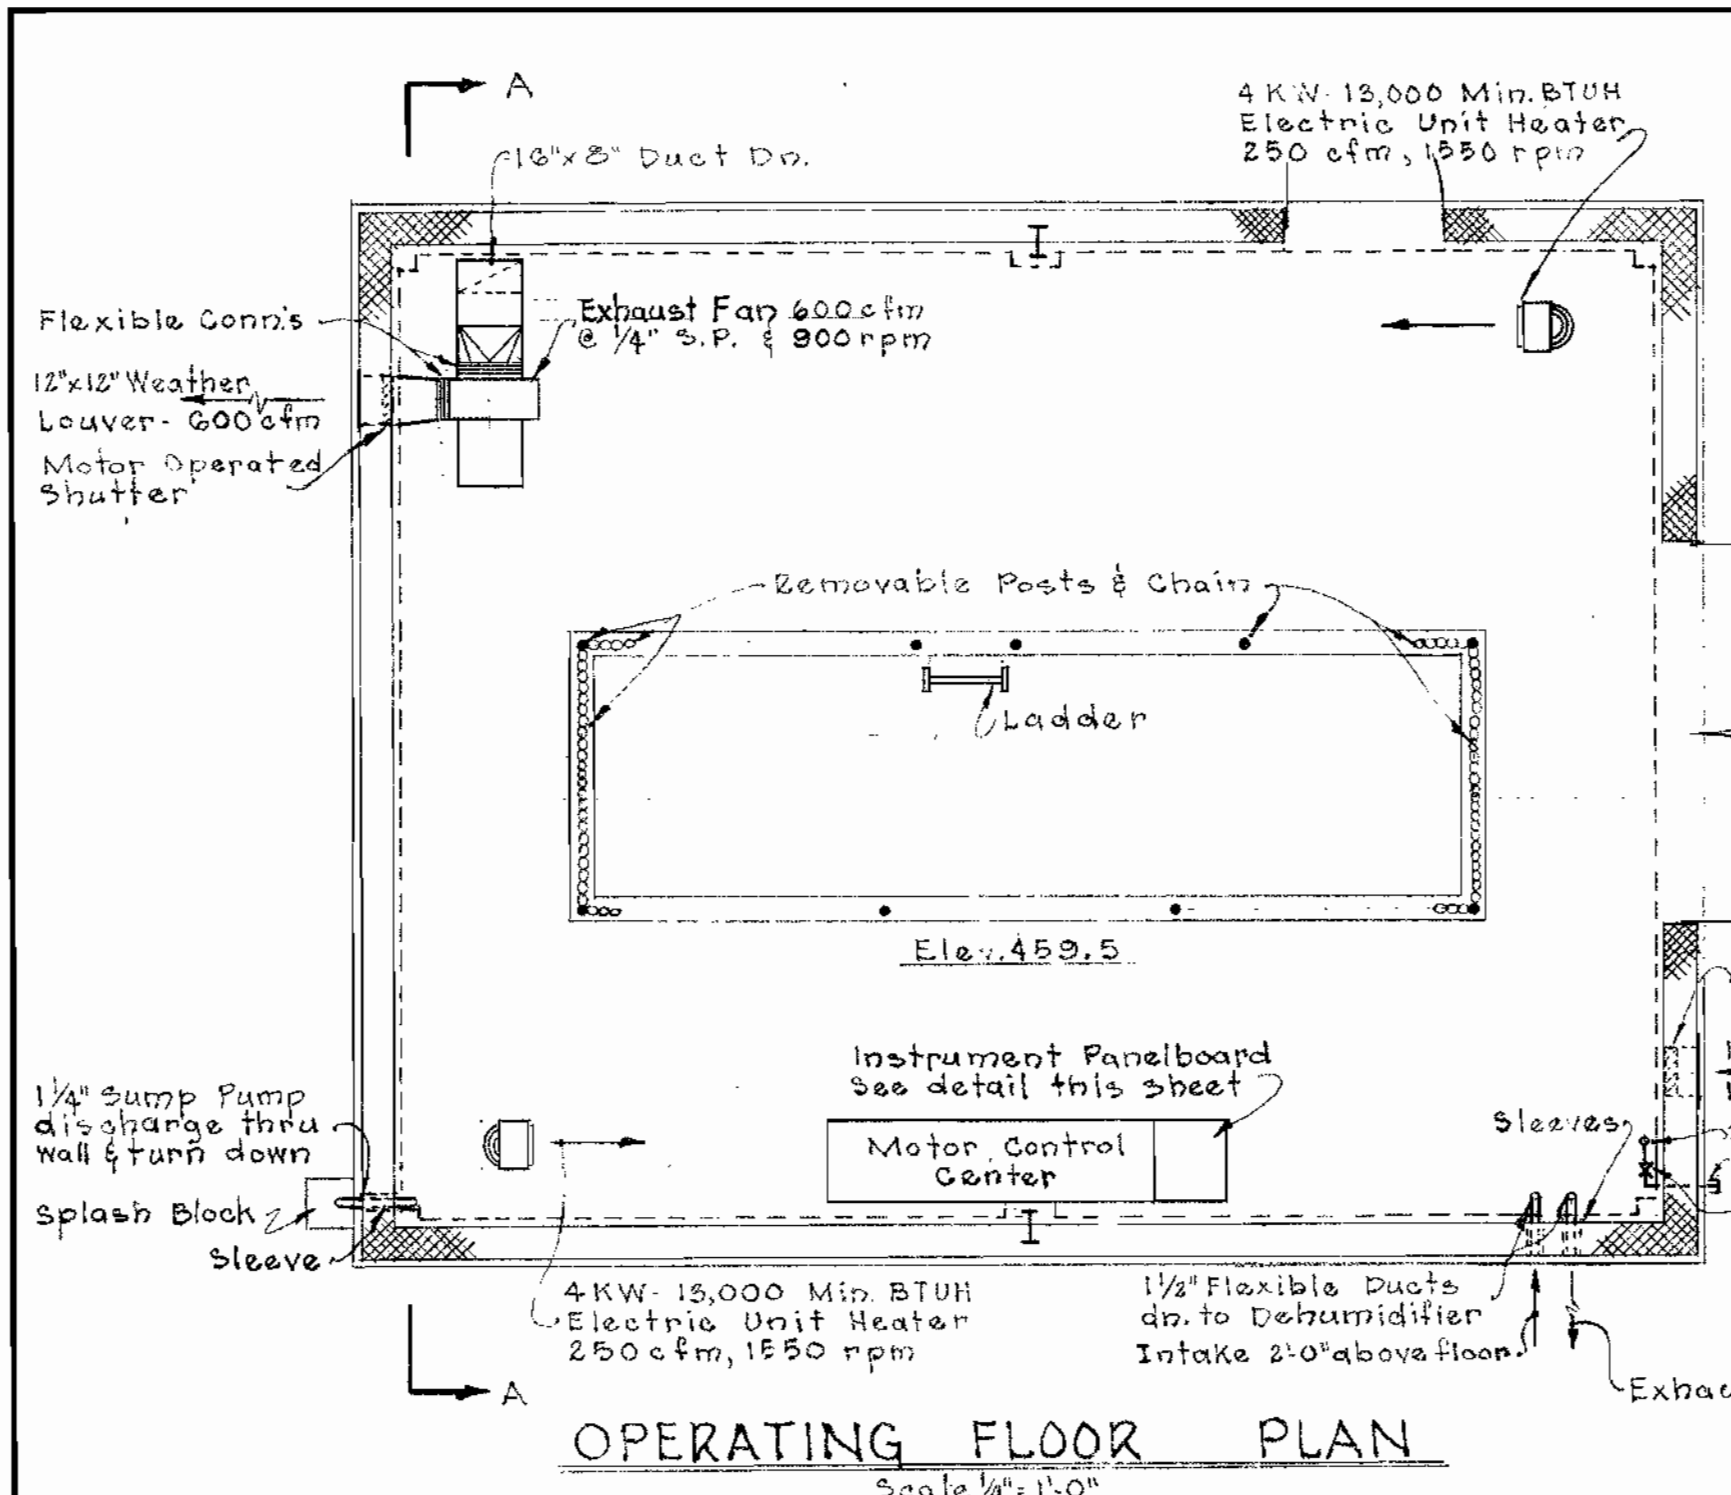 A
4 KW- 13,000 Min. BTUH
Electric Unit Heater
250 cfm, 1550 rpm
16"x8" Duct Dn.
Flexible Conn's
Exhaust Fan 600 cfm
@ 1/4" S.P. & 900 rpm
12"x12" Weather
Louver- 600 cfm
Motor Operated
Shutter
Removable Posts & Chain
Ladder
Elev. 459.5
Instrument Panelboard
See detail this sheet
Motor Control
Center
1 1/4" Sump Pump
discharge thru
wall & turn down
Splash Block
Sleeve
Sleeves
4 KW- 13,000 Min. BTUH
Electric Unit Heater
250 cfm, 1550 rpm
1 1/2" Flexible Ducts
dn. to Dehumidifier
Intake 2'-0" above floor.
A
OPERATING FLOOR PLAN
Scale 1/4" = 1'-0"